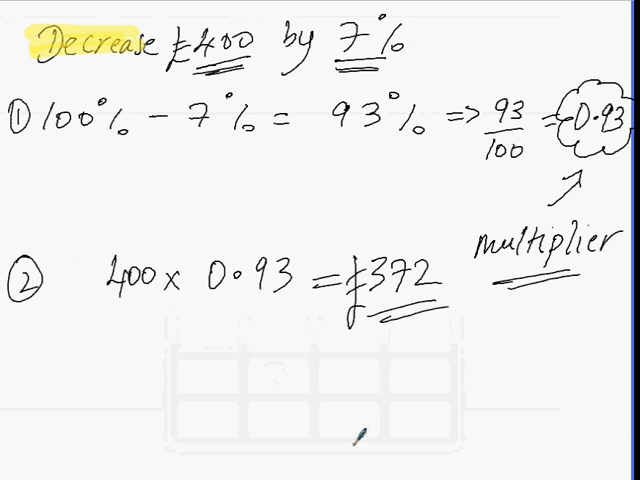 Decrease £400 by 7%
① 100% - 7% = 93% => 93/100 = 0.93
multiplier
② 400 x 0.93 = £372